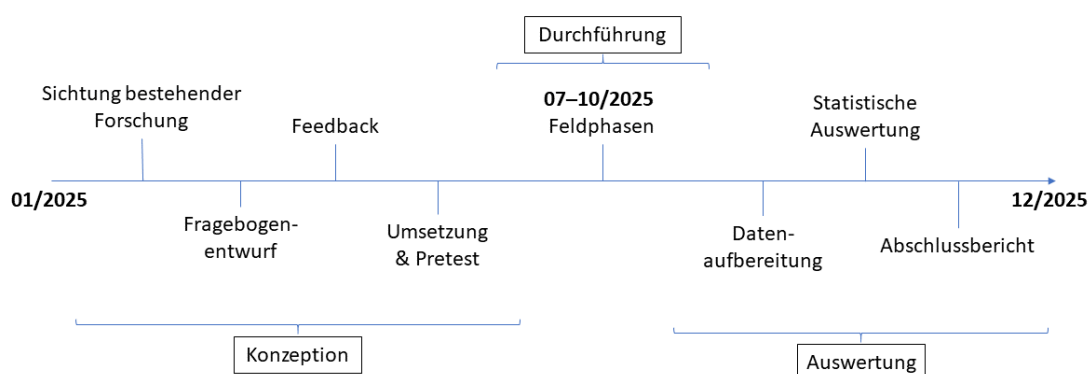 Durchführung
Sichtung bestehender
Forschung
Feedback
07–10/2025
Feldphasen
Statistische
Auswertung
01/2025
12/2025
Fragebogen-
entwurf
Umsetzung
& Pretest
Daten-
aufbereitung
Abschlussbericht
Konzeption
Auswertung